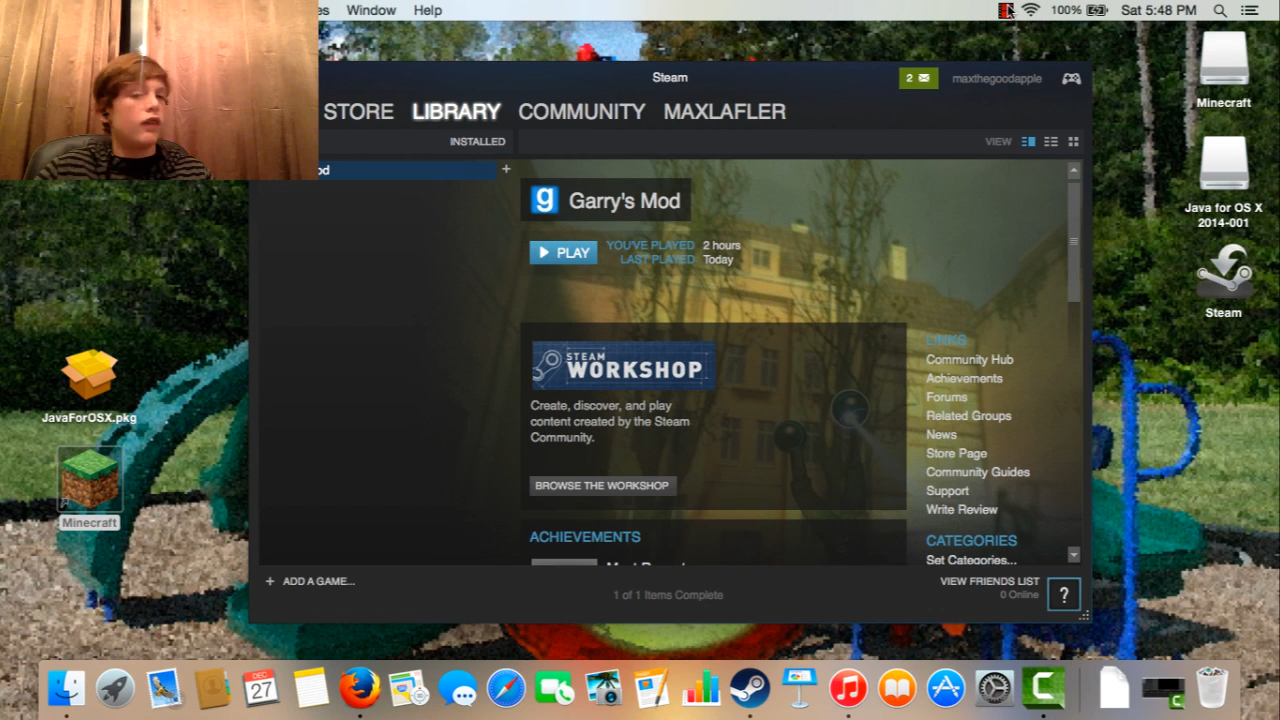 es Window Help 100% Sat 5:48 PM
Steam
2 maxthegoodapple
STORE LIBRARY COMMUNITY MAXLAFLER
INSTALLED
VIEW
od +
g Garry's Mod
PLAY
YOU'VE PLAYED 2 hours
LAST PLAYED Today
STEAM
WORKSHOP
Create, discover, and play
content created by the Steam
Community.
BROWSE THE WORKSHOP
ACHIEVEMENTS
LINKS
Community Hub
Achievements
Forums
Related Groups
News
Store Page
Community Guides
Support
Write Review
CATEGORIES
Set Categories...
+ ADD A GAME...
1 of 1 Items Complete
VIEW FRIENDS LIST
0 Online
?
Minecraft
Java for OS X
2014-001
Steam
JavaForOSX.pkg
Minecraft
DEC
27